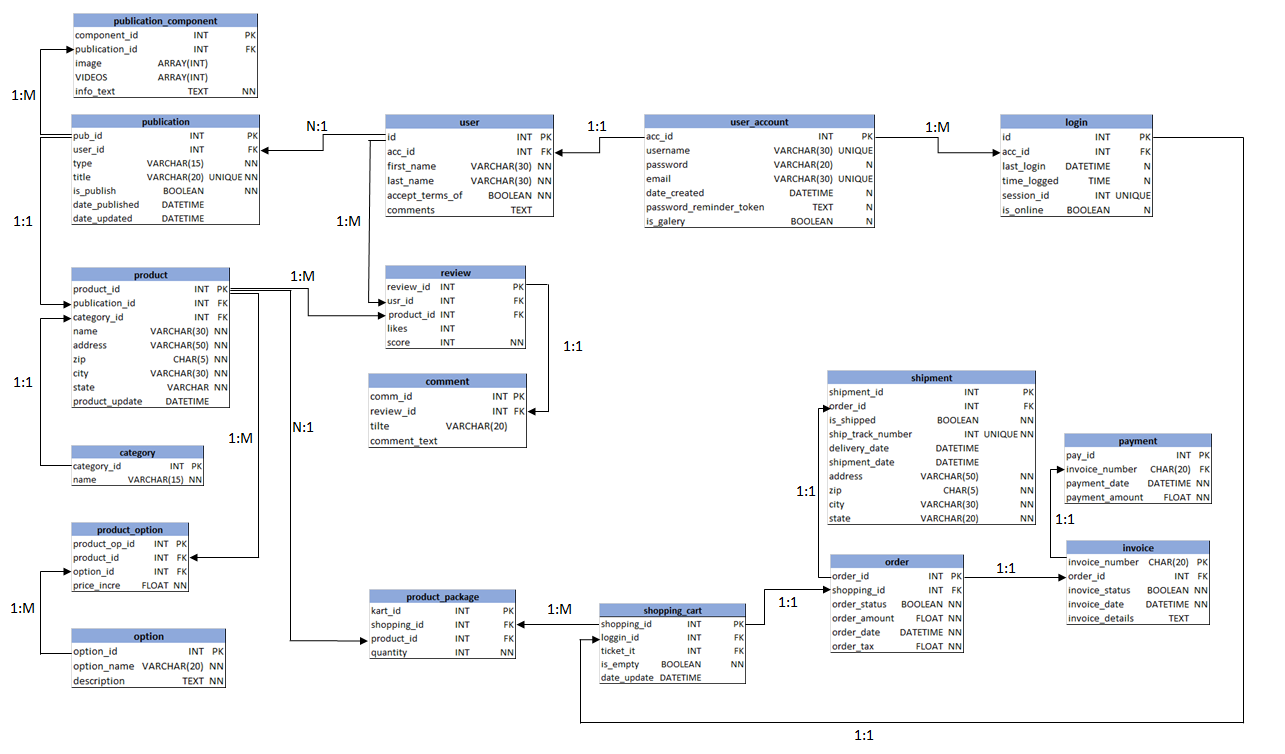 publication_component
component_id INT PK
publication_id INT FK
image ARRAY(INT)
VIDEOS ARRAY(INT)
info_text TEXT NN
1:M
publication
pub_id INT PK
user_id INT FK
type VARCHAR(15) NN
title VARCHAR(20) UNIQUE NN
is_publish BOOLEAN NN
date_published DATETIME
date_updated DATETIME
N:1
user
id INT PK
acc_id INT FK
first_name VARCHAR(30) NN
last_name VARCHAR(30) NN
accept_terms_of BOOLEAN NN
comments TEXT
1:1
user_account
acc_id INT PK
username VARCHAR(30) UNIQUE
password VARCHAR(20) N
email VARCHAR(30) UNIQUE
date_created DATETIME N
password_reminder_token TEXT N
is_galery BOOLEAN N
1:M
login
id INT PK
acc_id INT FK
last_login DATETIME N
time_logged TIME N
session_id INT UNIQUE
is_online BOOLEAN N
1:1
1:M
product
product_id INT PK
publication_id INT FK
category_id INT FK
name VARCHAR(30) NN
address VARCHAR(50) NN
zip CHAR(5) NN
city VARCHAR(30) NN
state VARCHAR NN
product_update DATETIME
1:M
review
review_id INT PK
usr_id INT FK
product_id INT FK
likes INT
score INT NN
1:1
1:1
comment
comm_id INT PK
review_id INT FK
tilte VARCHAR(20)
comment_text
shipment
shipment_id INT PK
order_id INT FK
is_shipped BOOLEAN NN
ship_track_number INT UNIQUE NN
delivery_date DATETIME
shipment_date DATETIME
address VARCHAR(50) NN
zip CHAR(5) NN
city VARCHAR(30) NN
state VARCHAR(20) NN
1:1
payment
pay_id INT PK
invoice_number CHAR(20) FK
payment_date DATETIME NN
payment_amount FLOAT NN
1:1
1:M
N:1
category
category_id INT PK
name VARCHAR(15) NN
product_option
product_op_id INT PK
product_id INT FK
option_id INT FK
price_incre FLOAT NN
1:M
option
option_id INT PK
option_name VARCHAR(20) NN
description TEXT NN
product_package
kart_id INT PK
shopping_id INT FK
product_id INT FK
quantity INT NN
1:M
shopping_cart
shopping_id INT PK
loggin_id INT FK
ticket_it INT FK
is_empty BOOLEAN NN
date_update DATETIME
1:1
order
order_id INT PK
shopping_id INT FK
order_status BOOLEAN NN
order_amount FLOAT NN
order_date DATETIME NN
order_tax FLOAT NN
1:1
invoice
invoice_number CHAR(20) PK
order_id INT FK
inovice_status BOOLEAN NN
invoice_date DATETIME NN
invoice_details TEXT
1:1